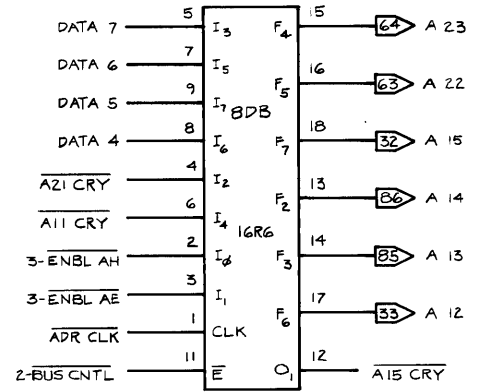 5 15
DATA 7 I3 F4 64 A 23
7
DATA 6 I5 16
9 F5 63 A 22
DATA 5 I7 8DB
8 18
DATA 4 I6 F7 32 A 15
4
A21 CRY I2 13
6 F2 86 A 14
A11 CRY I4 16R6
2 14
3-ENBL AH I0 F3 85 A 13
3
3-ENBL AE I1 17
1 F6 33 A 12
ADR CLK CLK
11 12
2-BUS CNTL E O1 A15 CRY